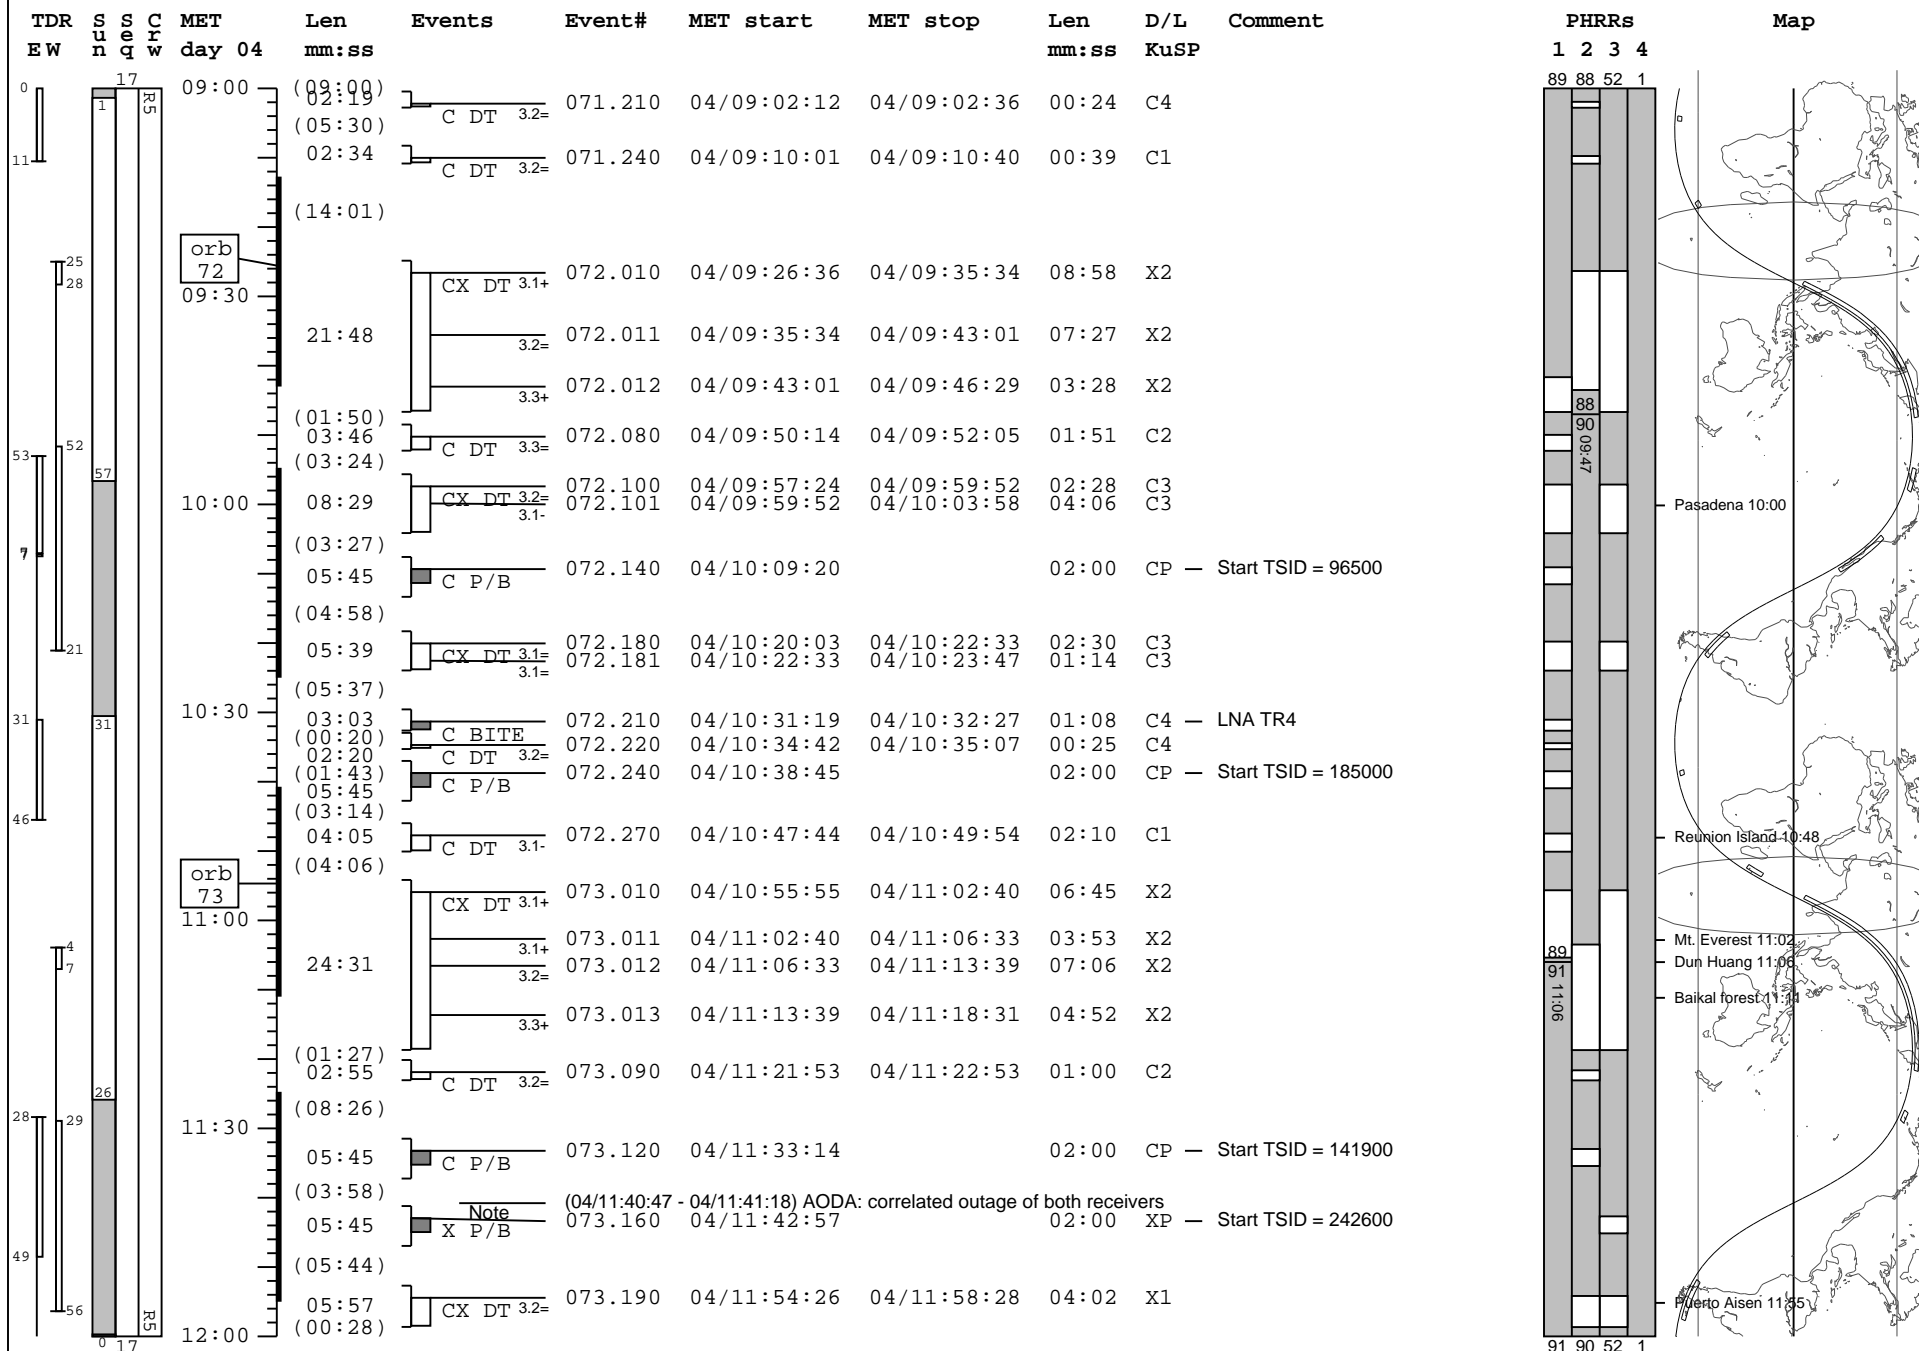 TDR Sun Seq Crw MET Len Events Event# MET start MET stop Len D/L Comment PHRRs Map
E W day 04 mm:ss mm:ss KuSP 1 2 3 4
0 17 89 88 52 1
1 R5
09:00 (09:00)
02:19 C DT 3.2= 071.210 04/09:02:12 04/09:02:36 00:24 C4
(05:30)
11 02:34 C DT 3.2= 071.240 04/09:10:01 04/09:10:40 00:39 C1
(14:01)
orb 72
25
28
09:30
CX DT 3.1+ 072.010 04/09:26:36 04/09:35:34 08:58 X2
21:48 3.2= 072.011 04/09:35:34 04/09:43:01 07:27 X2
3.3+ 072.012 04/09:43:01 04/09:46:29 03:28 X2
88
90 09:47
(01:50)
52
53
03:46 C DT 3.3= 072.080 04/09:50:14 04/09:52:05 01:51 C2
(03:24)
57
CX DT 3.2= 072.100 04/09:57:24 04/09:59:52 02:28 C3
10:00 08:29 3.1- 072.101 04/09:59:52 04/10:03:58 04:06 C3 Pasadena 10:00
(03:27)
7
05:45 C P/B 072.140 04/10:09:20 02:00 CP Start TSID = 96500
(04:58)
21
05:39 CX DT 3.1= 072.180 04/10:20:03 04/10:22:33 02:30 C3
3.1= 072.181 04/10:22:33 04/10:23:47 01:14 C3
(05:37)
10:30
31
31
03:03 C BITE 072.210 04/10:31:19 04/10:32:27 01:08 C4 LNA TR4
(00:20)
02:20 C DT 3.2= 072.220 04/10:34:42 04/10:35:07 00:25 C4
(01:43)
05:45 C P/B 072.240 04/10:38:45 02:00 CP Start TSID = 185000
(03:14)
46
04:05 C DT 3.1- 072.270 04/10:47:44 04/10:49:54 02:10 C1 Reunion Island 10:48
(04:06)
orb 73
11:00
CX DT 3.1+ 073.010 04/10:55:55 04/11:02:40 06:45 X2
4
3.1+ 073.011 04/11:02:40 04/11:06:33 03:53 X2 Mt. Everest 11:02
7
24:31 3.2= 073.012 04/11:06:33 04/11:13:39 07:06 X2 Dun Huang 11:06
89
91 11:06
Baikal forest 11:11
3.3+ 073.013 04/11:13:39 04/11:18:31 04:52 X2
(01:27)
02:55 C DT 3.2= 073.090 04/11:21:53 04/11:22:53 01:00 C2
26
(08:26)
28
29
11:30
05:45 C P/B 073.120 04/11:33:14 02:00 CP Start TSID = 141900
(03:58)
Note (04/11:40:47 - 04/11:41:18) AODA: correlated outage of both receivers
05:45 X P/B 073.160 04/11:42:57 02:00 XP Start TSID = 242600
49
(05:44)
56
05:57 CX DT 3.2= 073.190 04/11:54:26 04/11:58:28 04:02 X1 Puerto Aisen 11:55
R5
12:00 (00:28)
0 17 91 90 52 1